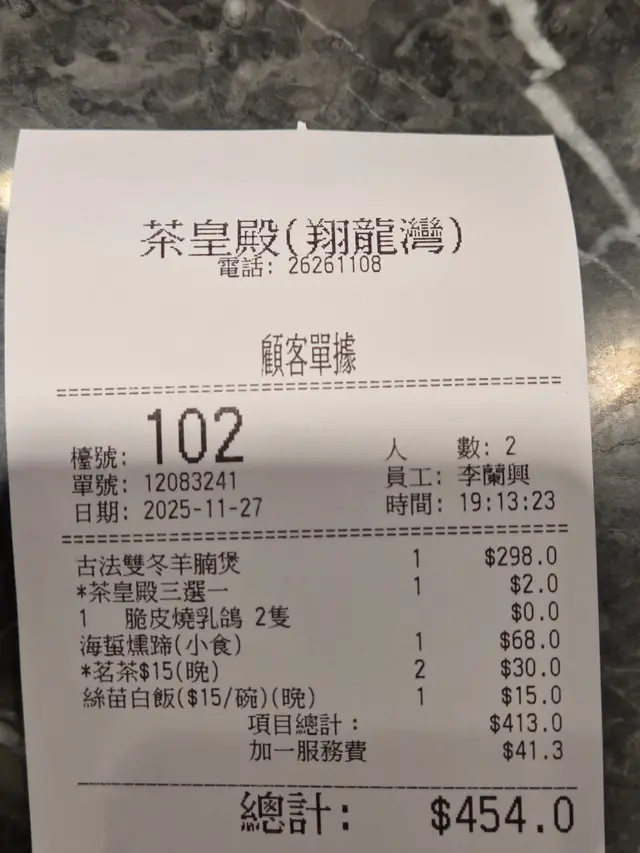 茶皇殿(翔龍灣)
電話: 26261108
顧客單據
檯號: 102 人 數: 2
單號: 12083241 員工: 李蘭興
日期: 2025-11-27 時間: 19:13:23
古法雙冬羊腩煲 1 $298.0
*茶皇殿三選一 1 $2.0
1 脆皮燒乳鴿 2隻 $0.0
海蜇燻蹄(小食) 1 $68.0
*茗茶$15(晚) 2 $30.0
絲苗白飯($15/碗)(晚) 1 $15.0
項目總計: $413.0
加一服務費 $41.3
總計: $454.0